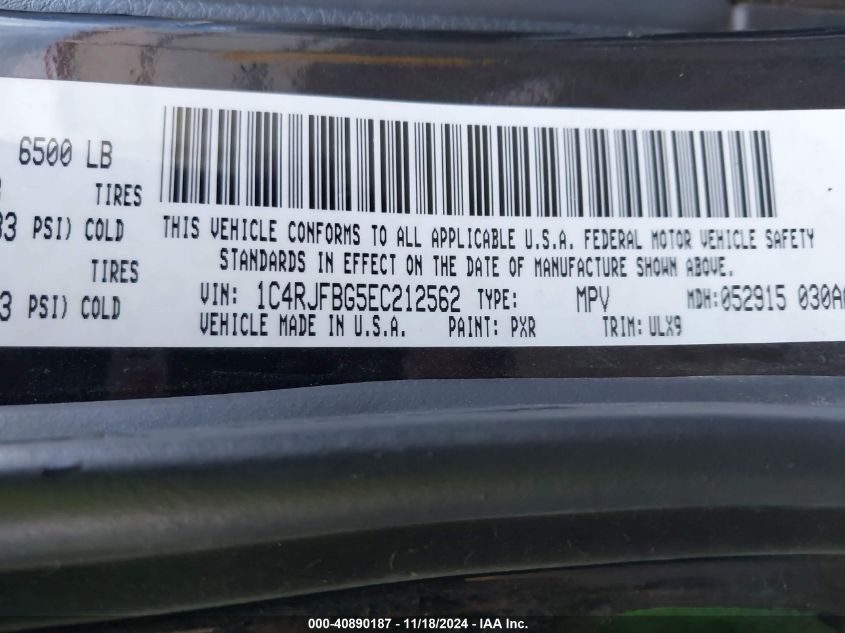 6500 LB
TIRES
PSI) COLD
THIS VEHICLE CONFORMS TO ALL APPLICABLE U.S.A. FEDERAL MOTOR VEHICLE SAFETY
STANDARDS IN EFFECT ON THE DATE OF MANUFACTURE SHOWN ABOVE.
TIRES
VIN: 1C4RJFBG5EC212562 TYPE: MPV MDH: 052915 030A
3 PSI) COLD
VEHICLE MADE IN U.S.A. PAINT: PXR TRIM: ULX9
000-40890187 - 11/18/2024 - IAA Inc.